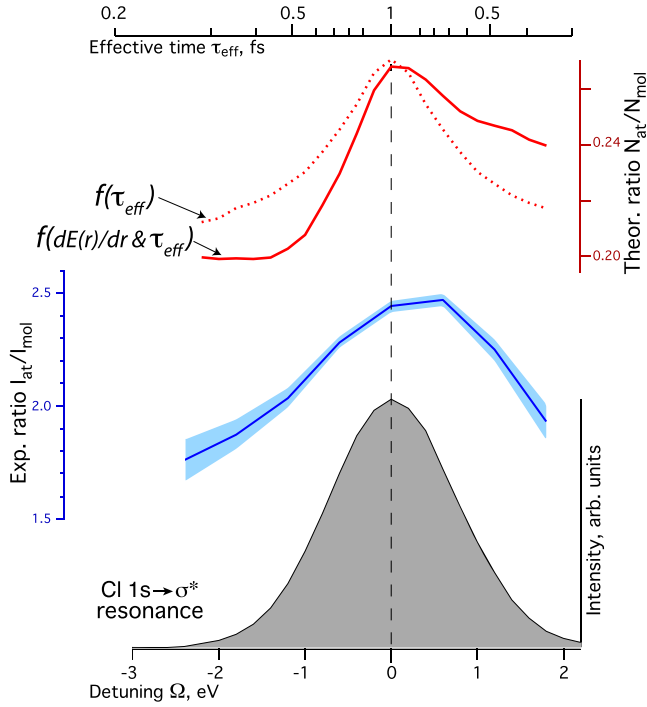 0.2 0.5 1 0.5
Effective time τeff, fs
f(τeff)
f(dE(r)/dr & τeff)
0.24
0.20
Theor. ratio Nat/Nmol
2.5
2.0
1.5
Exp. ratio Iat/Imol
Intensity, arb. units
Cl 1s→σ*
resonance
-3 -2 -1 0 1 2
Detuning Ω, eV